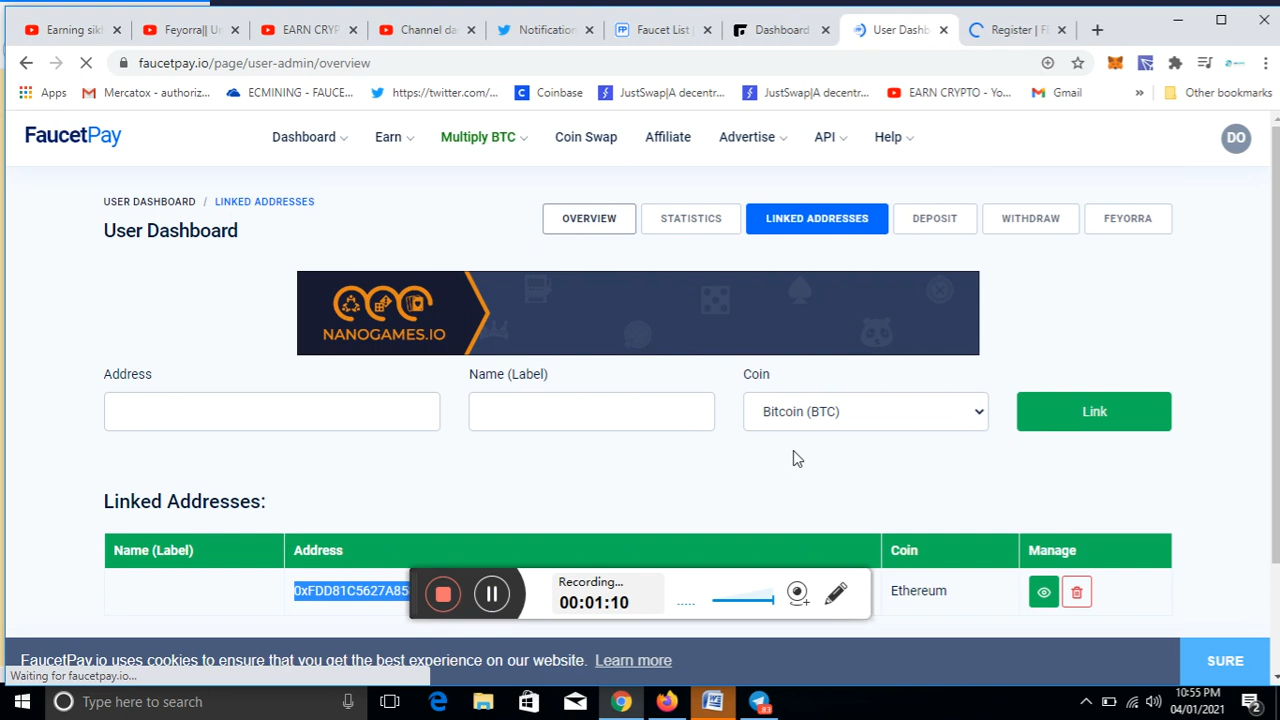 Earning sikh
Feyorra|| Un
EARN CRYP
Channel da
Notification
FP
Faucet List |
Dashboard
User Dashb
Register | F
faucetpay.io/page/user-admin/overview
Apps
Mercatox - authoriz...
ECMINING - FAUCE...
https://twitter.com/...
Coinbase
JustSwap|A decentr...
JustSwap|A decentr...
EARN CRYPTO - Yo...
Gmail
»
Other bookmarks
FaucetPay
Dashboard
Earn
Multiply BTC
Coin Swap
Affiliate
Advertise
API
Help
DO
USER DASHBOARD / LINKED ADDRESSES
User Dashboard
OVERVIEW
STATISTICS
LINKED ADDRESSES
DEPOSIT
WITHDRAW
FEYORRA
NANOGAMES.IO
Address
Name (Label)
Coin
Bitcoin (BTC)
Link
Linked Addresses:
Name (Label)
Address
Coin
Manage
0xFDD81C5627A85
Ethereum
Recording...
00:01:10
FaucetPay.io uses cookies to ensure that you get the best experience on our website. Learn more
SURE
Waiting for faucetpay.io...
Type here to search
83
10:55 PM
04/01/2021
2